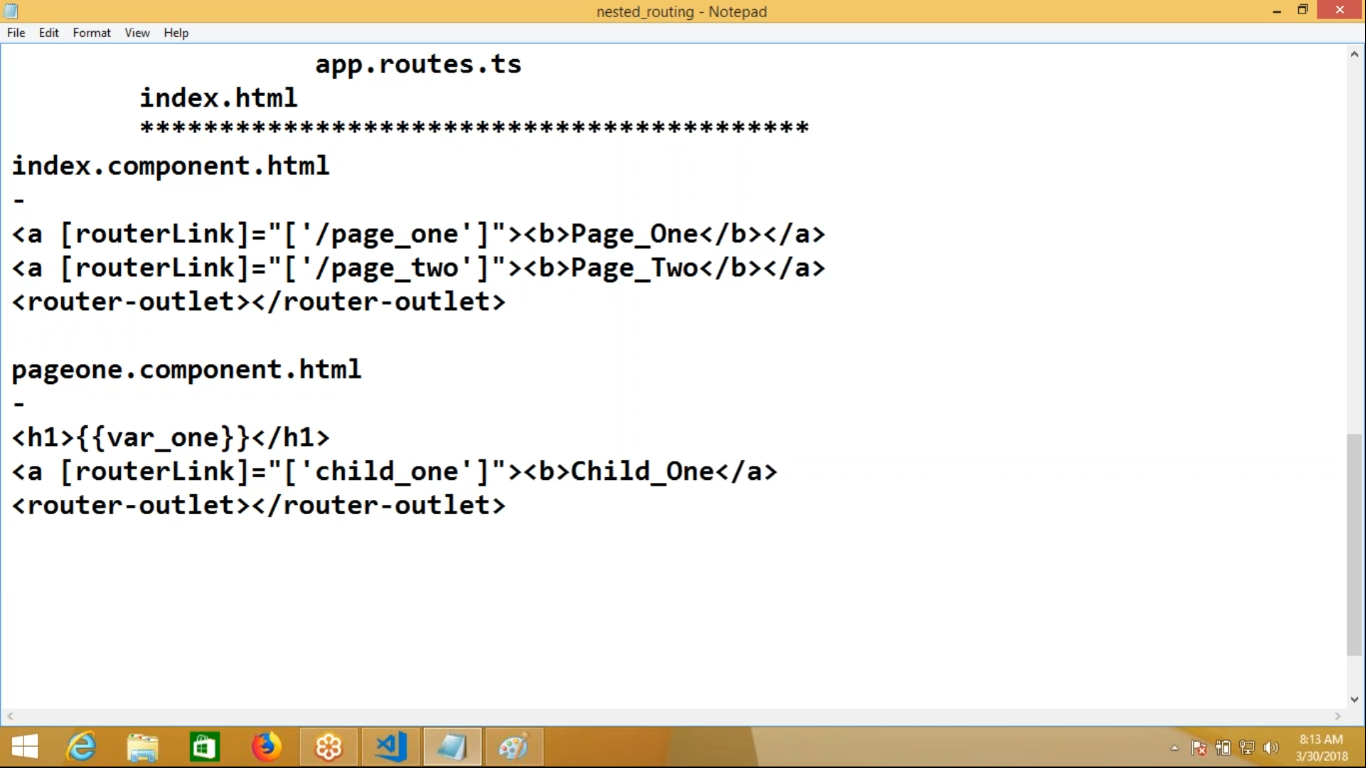 nested_routing - Notepad
File Edit Format View Help
app.routes.ts
index.html
******************************************
index.component.html
-
<a [routerLink]="['/page_one']"><b>Page_One</b></a>
<a [routerLink]="['/page_two']"><b>Page_Two</b></a>
<router-outlet></router-outlet>
pageone.component.html
-
<h1>{{var_one}}</h1>
<a [routerLink]="['child_one']"><b>Child_One</a>
<router-outlet></router-outlet>
8:13 AM
3/30/2018